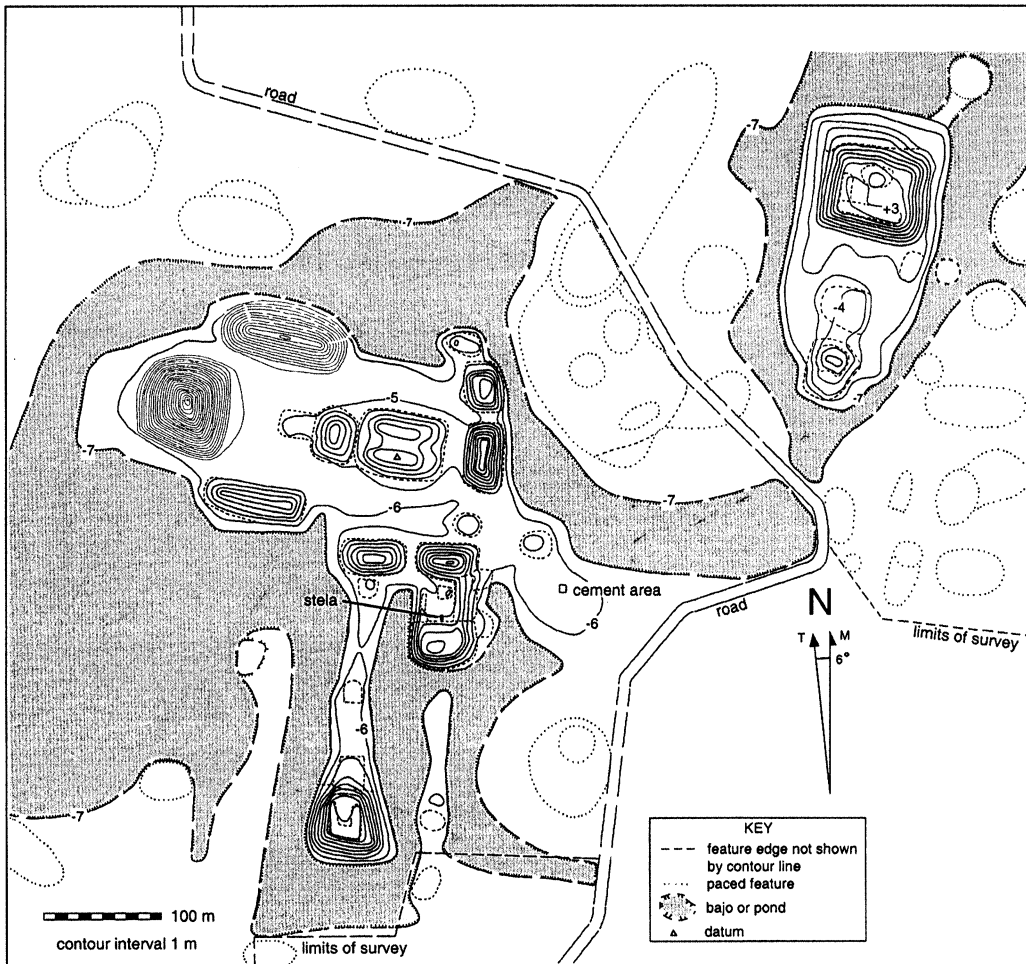 road
-7
-7
+3
-4
-7
-5
-7
-6
-7
stela
cement area
-6
road
N
T M
6°
limits of survey
-6
-7
KEY
feature edge not shown
by contour line
paced feature
bajo or pond
datum
100 m
contour interval 1 m
limits of survey